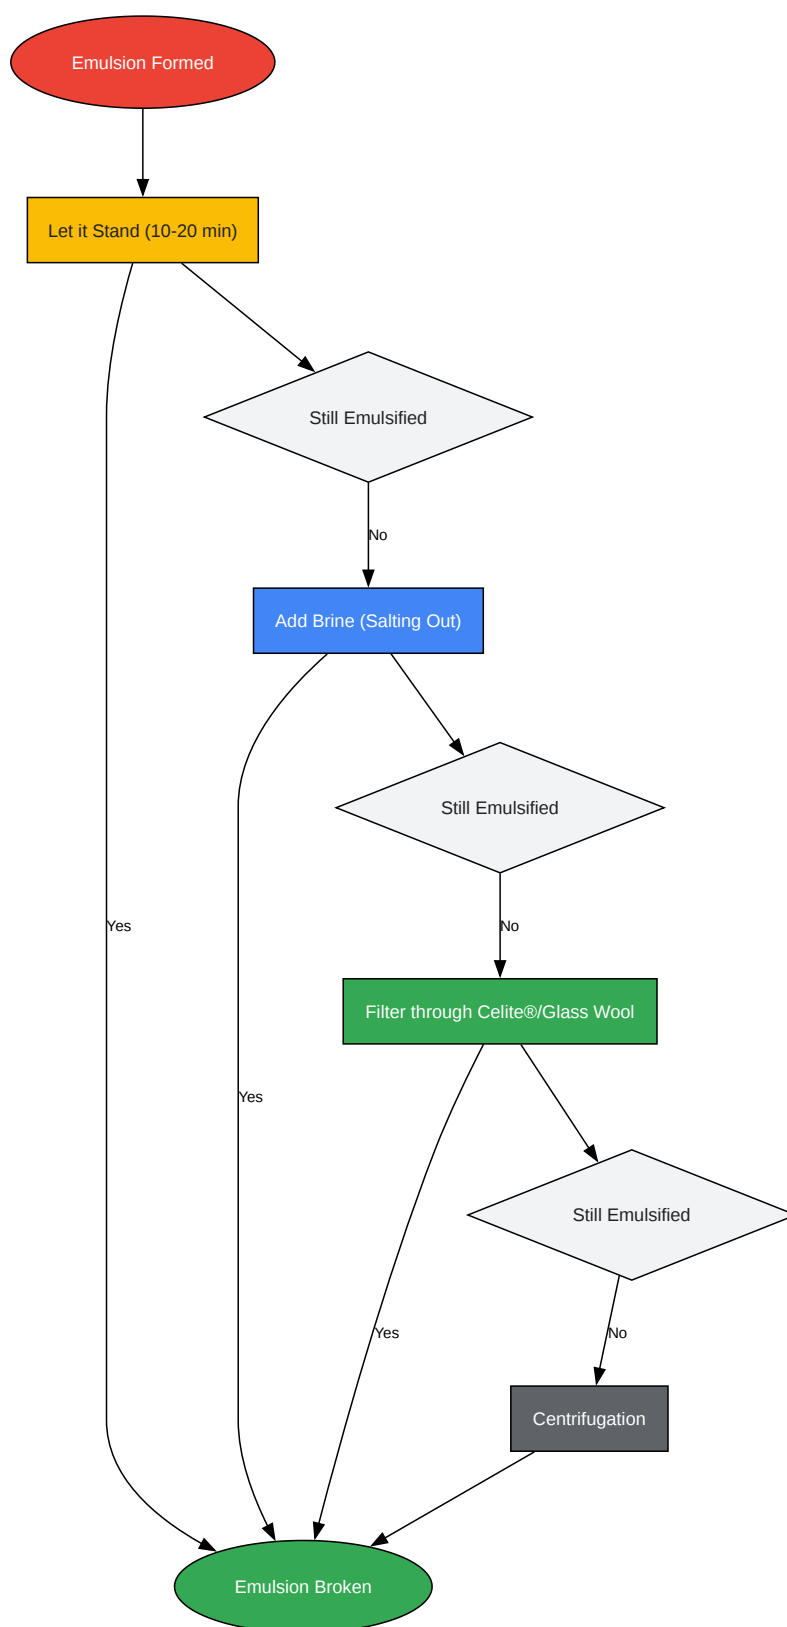 Emulsion Formed
Let it Stand (10-20 min)
Still Emulsified
No
Add Brine (Salting Out)
Still Emulsified
Yes
No
Filter through Celite®/Glass Wool
Yes
Still Emulsified
Yes
No
Centrifugation
Emulsion Broken